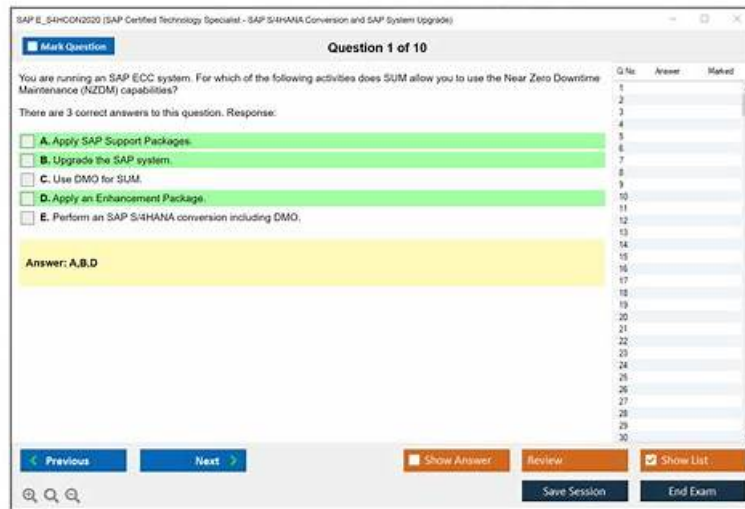 SAP E_S4HCON2020 (SAP Certified Technology Specialist - SAP S/4HANA Conversion and SAP System Upgrade)
Mark Question
Question 1 of 10
You are running an SAP ECC system. For which of the following activities does SUM allow you to use the Near Zero Downtime
Maintenance (NZDM) capabilities?
There are 3 correct answers to this question. Response:
A. Apply SAP Support Packages.
B. Upgrade the SAP system.
C. Use DMO for SUM.
D. Apply an Enhancement Package.
E. Perform an SAP S/4HANA conversion including DMO.
Answer: A,B,D
Q No Answer Marked
1
2
3
4
5
6
7
8
9
10
11
12
13
14
15
16
17
18
19
20
21
22
23
24
25
26
27
28
29
30
Previous
Next
Show Answer
Review
Show List
Save Session
End Exam